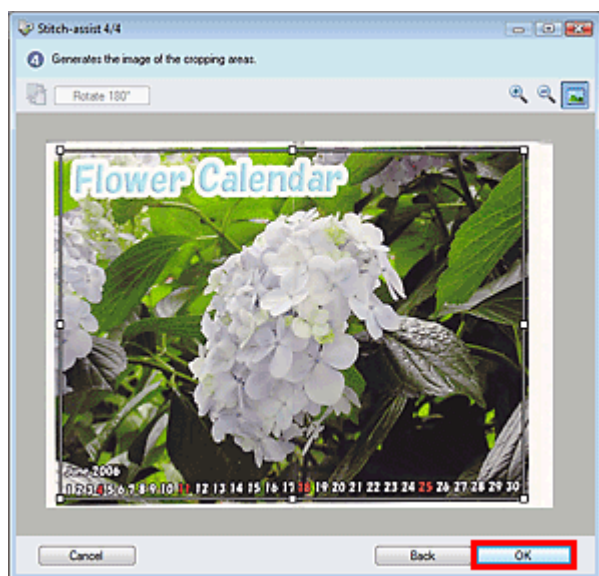 Stitch-assist 4/4
4 Generates the image of the cropping areas.
Rotate 180°
Flower Calendar
June 2006
1 2 3 4 5 6 7 8 9 10 11 12 13 14 15 16 17 18 19 20 21 22 23 24 25 26 27 28 29 30
Cancel Back OK